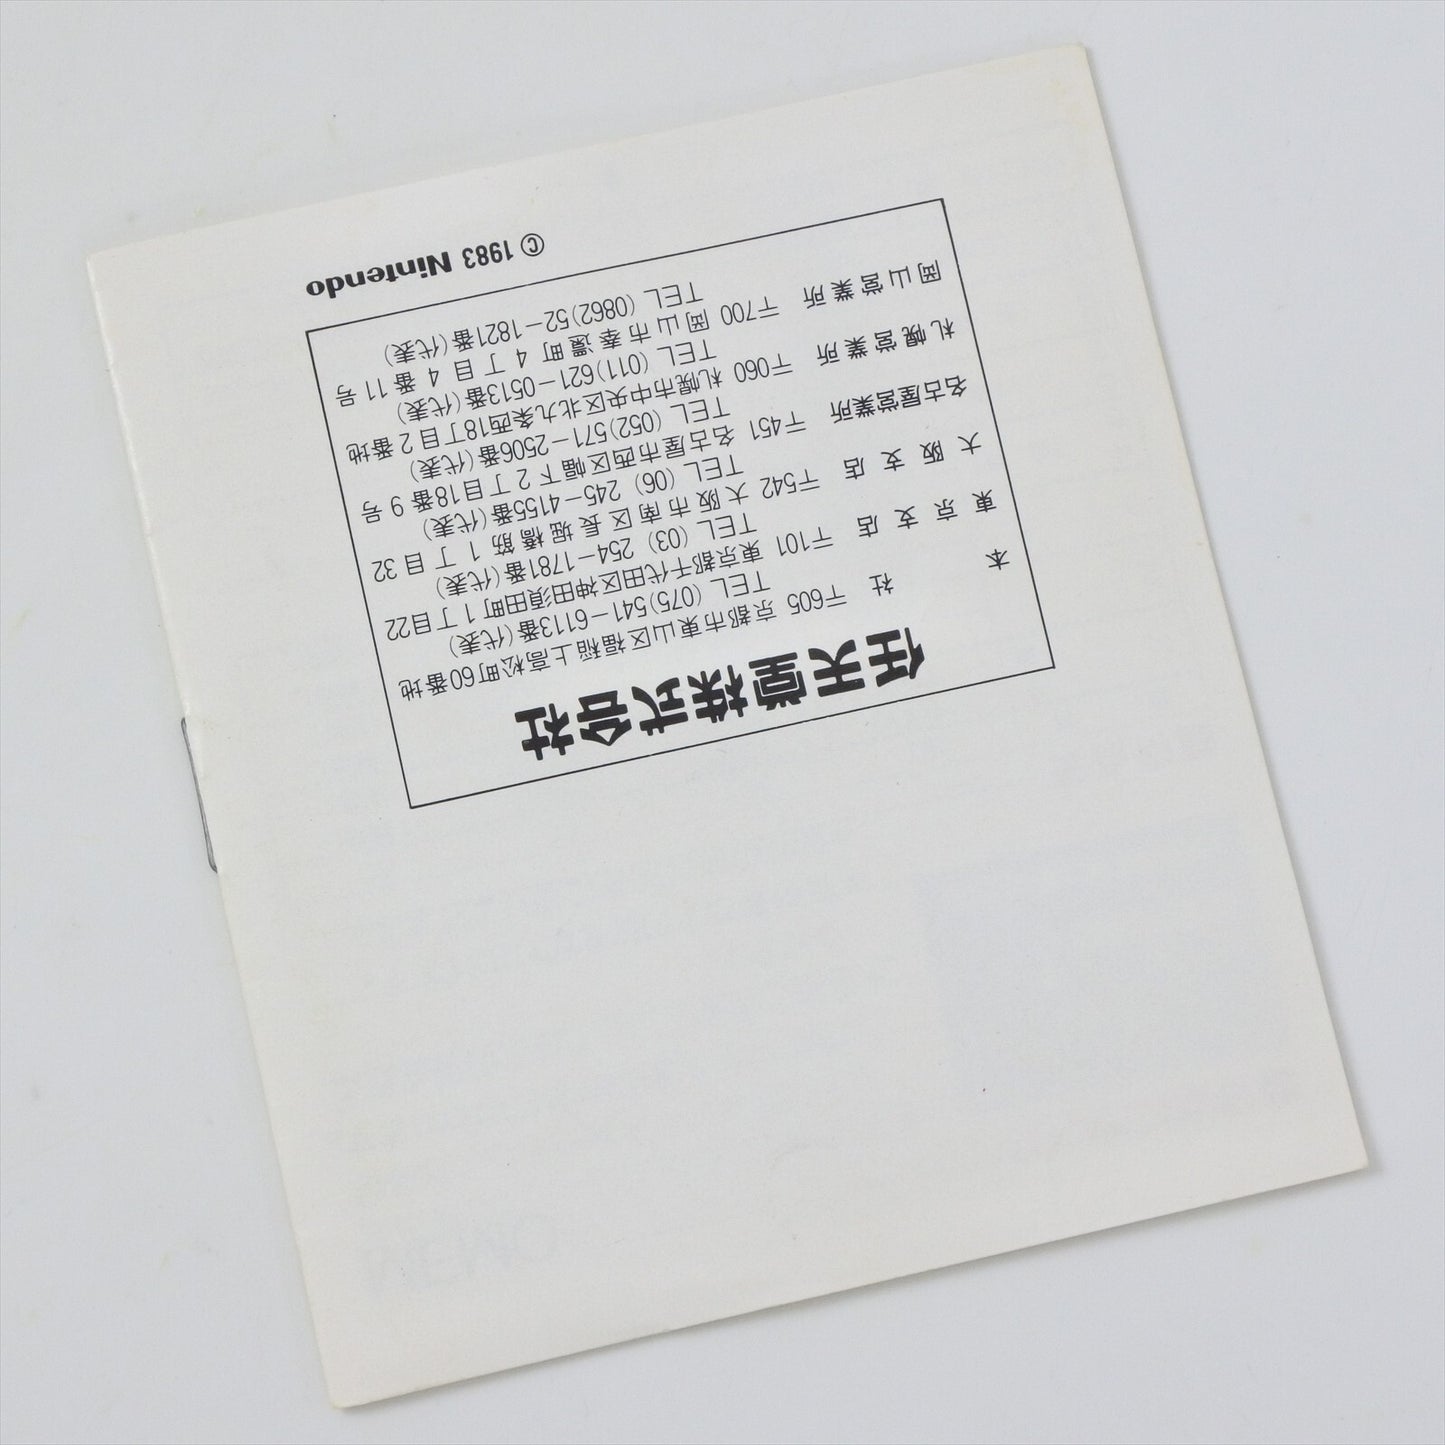 任天堂株式会社
本社 〒605 京都市東山区福稲上高松町60番地
TEL (075)541-6113番(代表)
東京支店 〒101 東京都千代田区神田須田町1丁目22
TEL (03) 254-1781番(代表)
大阪支店 〒542 大阪市南区長堀橋筋1丁目32
TEL (06) 245-4155番(代表)
名古屋営業所 〒451 名古屋市西区幅下2丁目18番9号
TEL (052)571-2506番(代表)
札幌営業所 〒060 札幌市中央区北九条西18丁目2番地
TEL (011)621-0513番(代表)
岡山営業所 〒700 岡山市奉還町4丁目4番11号
TEL (0862)52-1821番(代表)
© 1983 Nintendo
MEMO